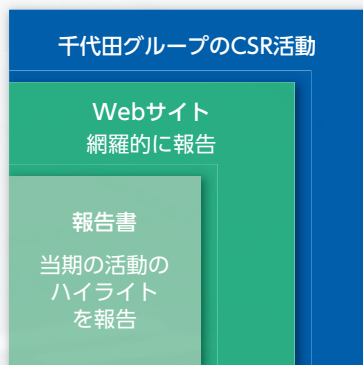 千代田グループのCSR活動
Webサイト
網羅的に報告
報告書
当期の活動の
ハイライト
を報告